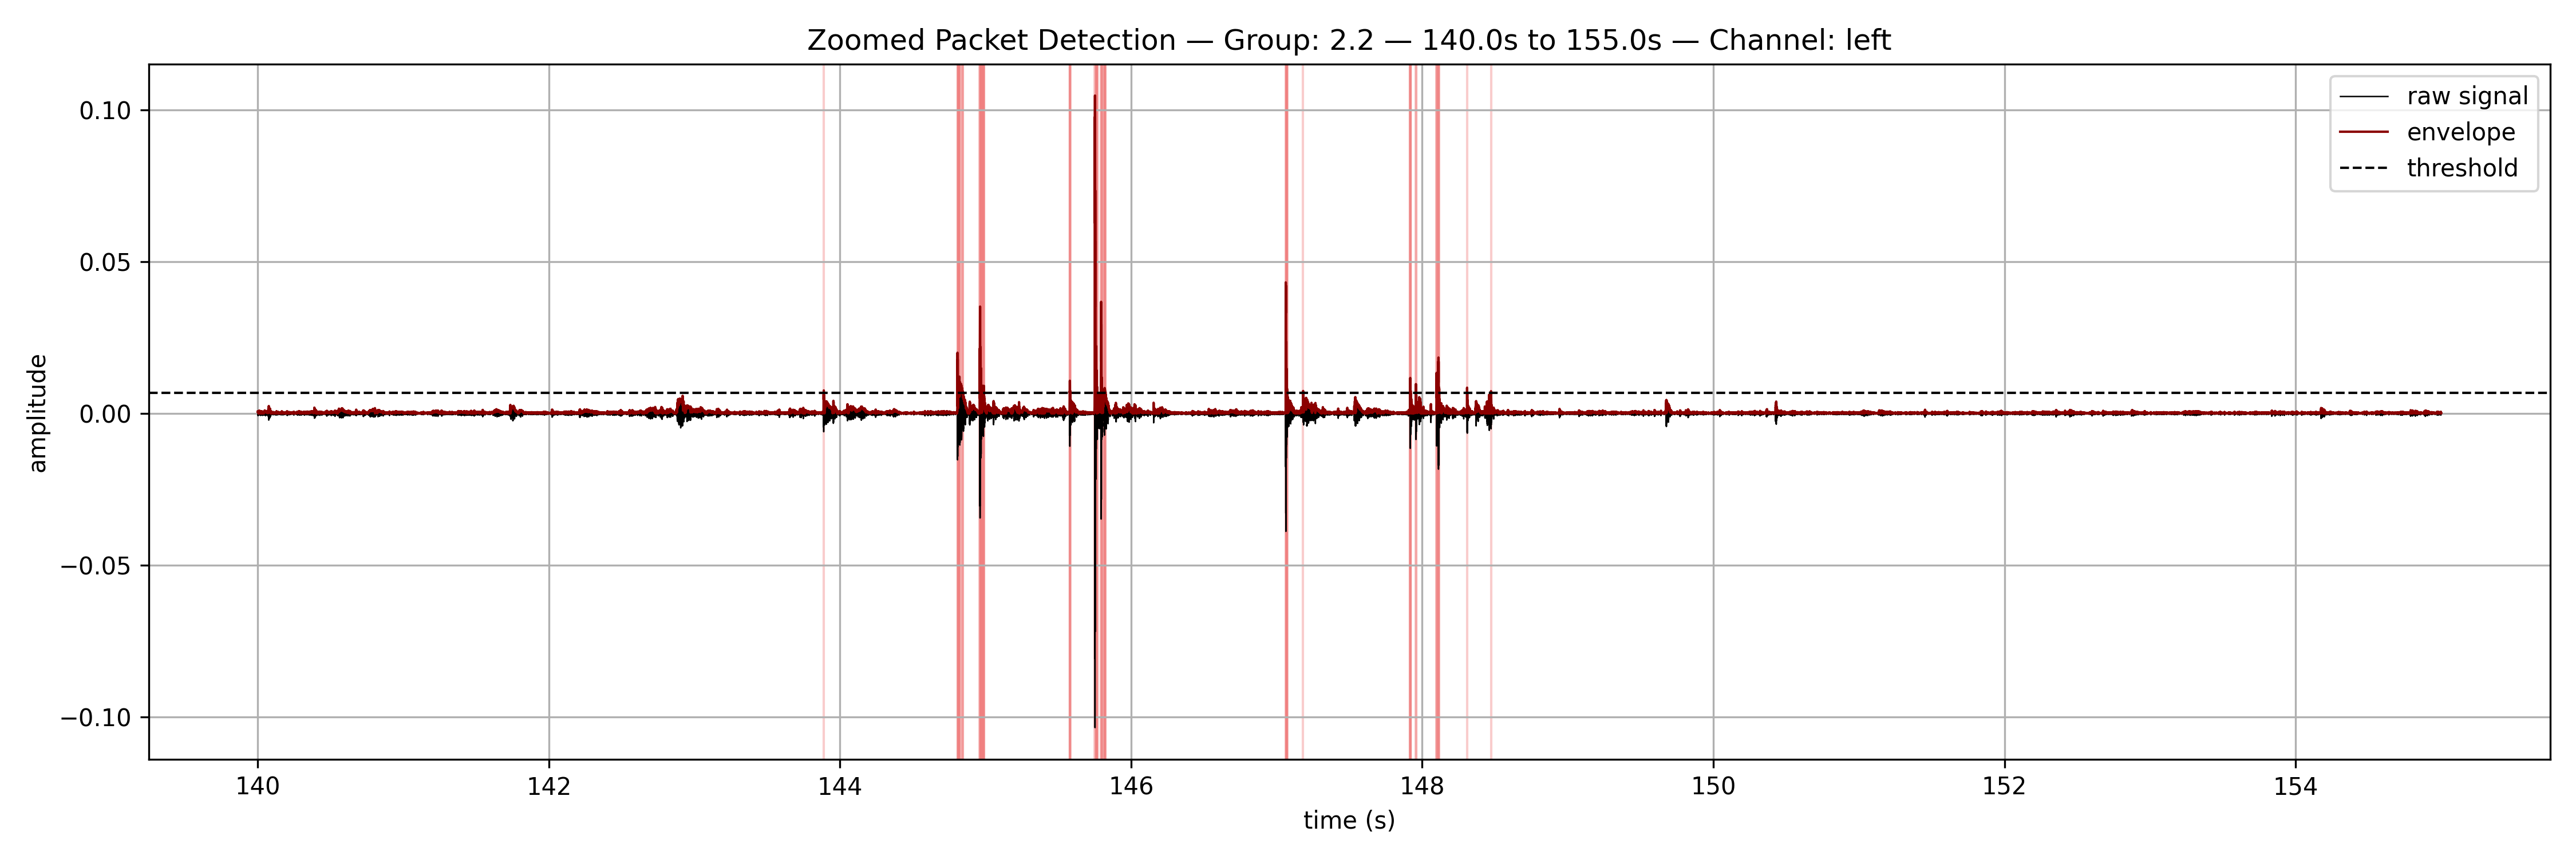 Zoomed Packet Detection — Group: 2.2 — 140.0s to 155.0s — Channel: left
raw signal
envelope
threshold
0.10
0.05
0.00
−0.05
−0.10
amplitude
140 142 144 146 148 150 152 154
time (s)